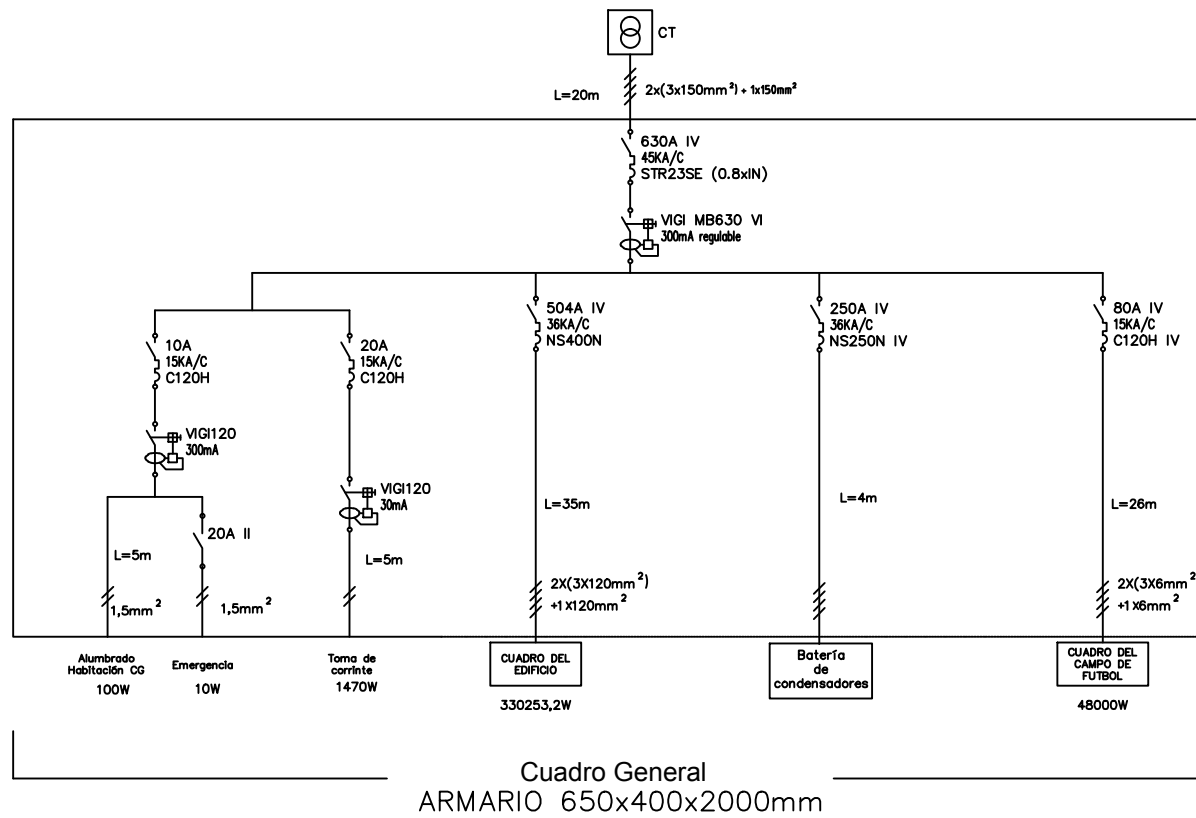 CT
L=20m
2x(3x150mm²) + 1x150mm²
630A IV
45KA/C
STR23SE (0.8xIN)
VIGI MB630 VI
300mA regulable
10A
15KA/C
C120H
20A
15KA/C
C120H
504A IV
36KA/C
NS400N
250A IV
36KA/C
NS250N IV
80A IV
15KA/C
C120H IV
VIGI120
300mA
VIGI120
30mA
20A II
L=5m
L=5m
L=35m
L=4m
L=26m
1,5mm²
1,5mm²
2X(3X120mm²)
+1X120mm²
2X(3X6mm²
+1X6mm²
Alumbrado
Habitación CG
100W
Emergencia
10W
Toma de
corrinte
1470W
CUADRO DEL
EDIFICIO
330253,2W
Batería
de
condensadores
CUADRO DEL
CAMPO DE
FUTBOL
48000W
Cuadro General
ARMARIO 650x400x2000mm